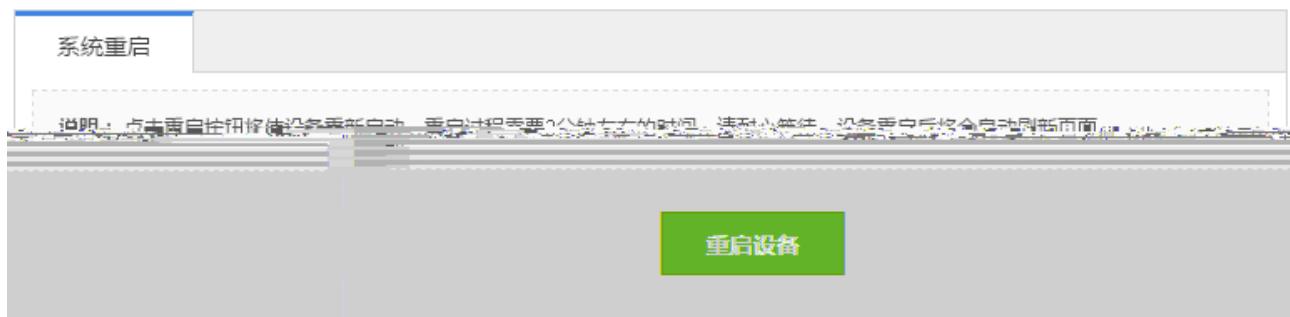 系统重启
说明：点击重启按钮将使设备重新启动，重启过程需要2分钟左右的时间，请耐心等待，设备重启后将会自动刷新页面
重启设备